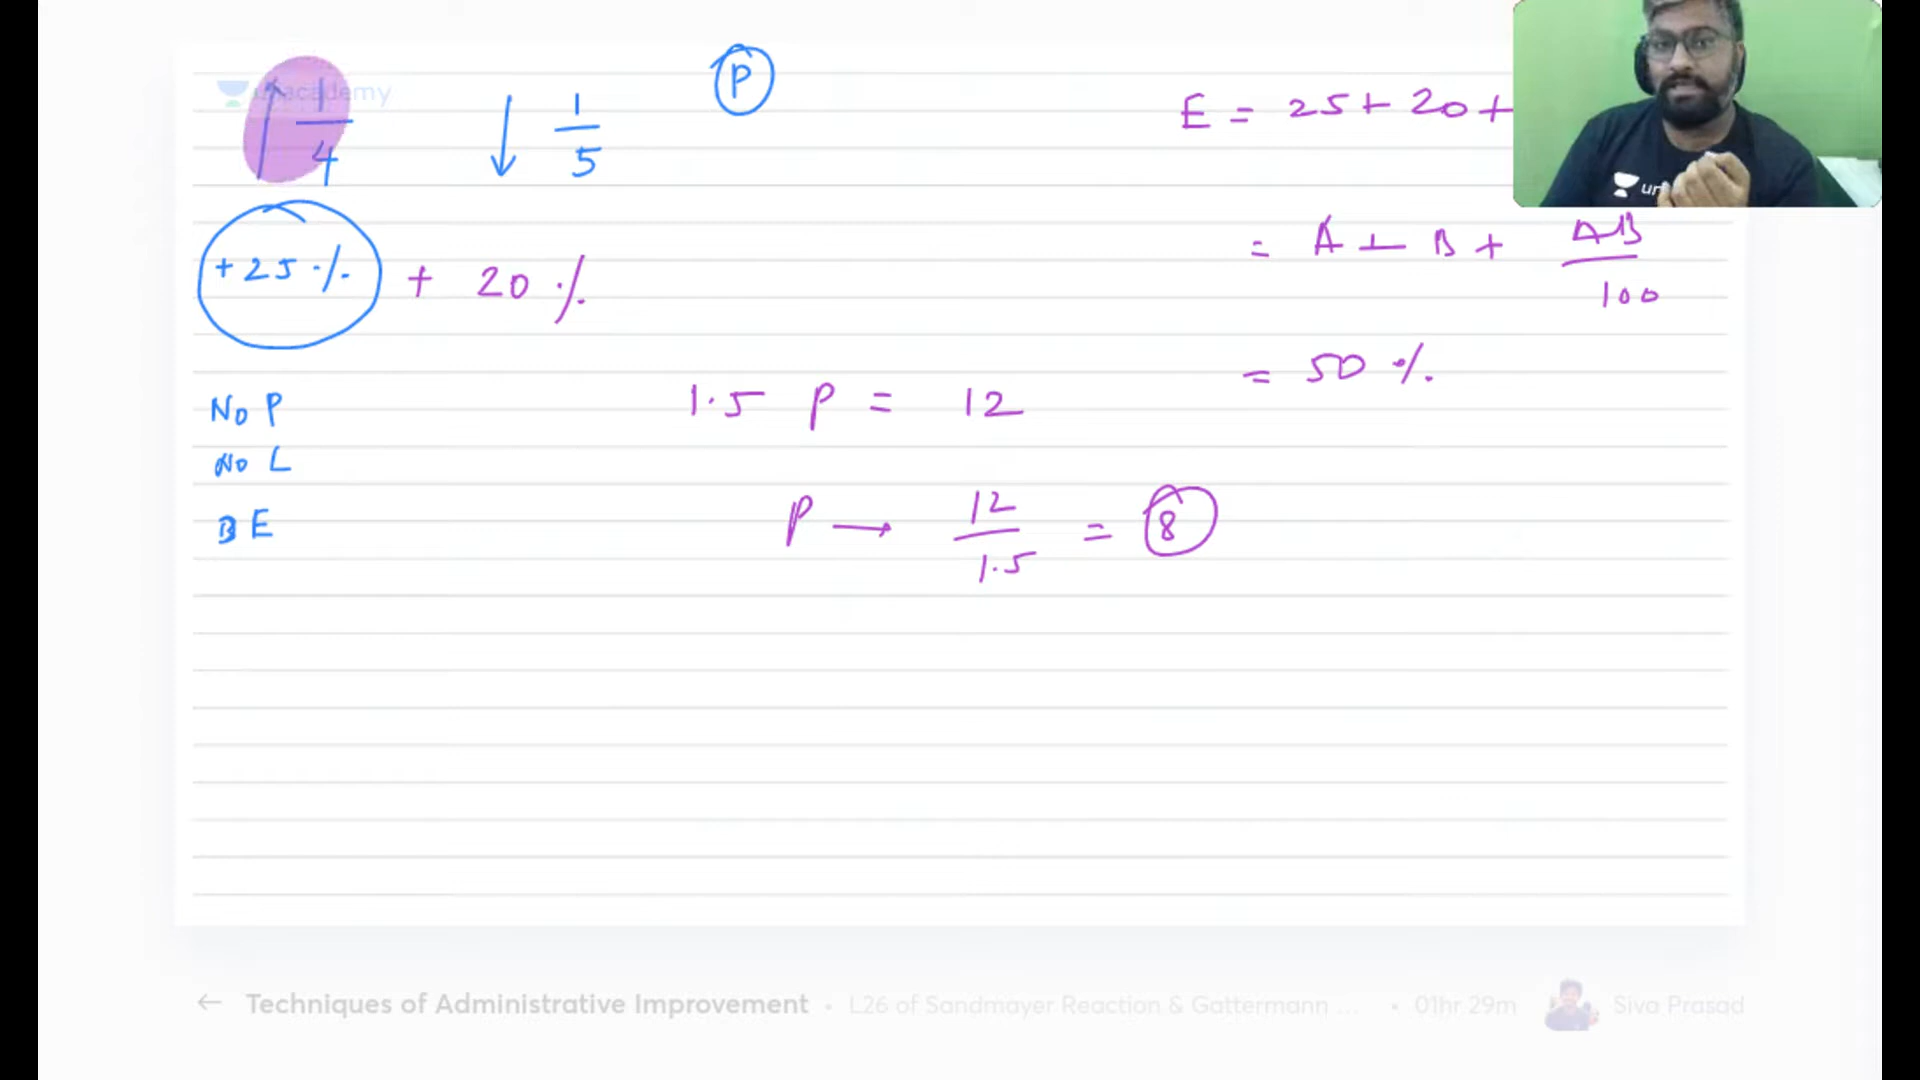 unacademy
↑ 1/4 ↓ 1/5 P
E = 25 + 20 +
+25 % + 20 %
= A + B + AB/100
= 50 %
No P
1.5 P = 12
No L
B E
P → 12/1.5 = 8
← Techniques of Administrative Improvement • L26 of Sandmayer Reaction & Gattermann ... • 01hr 29m Siva Prasad